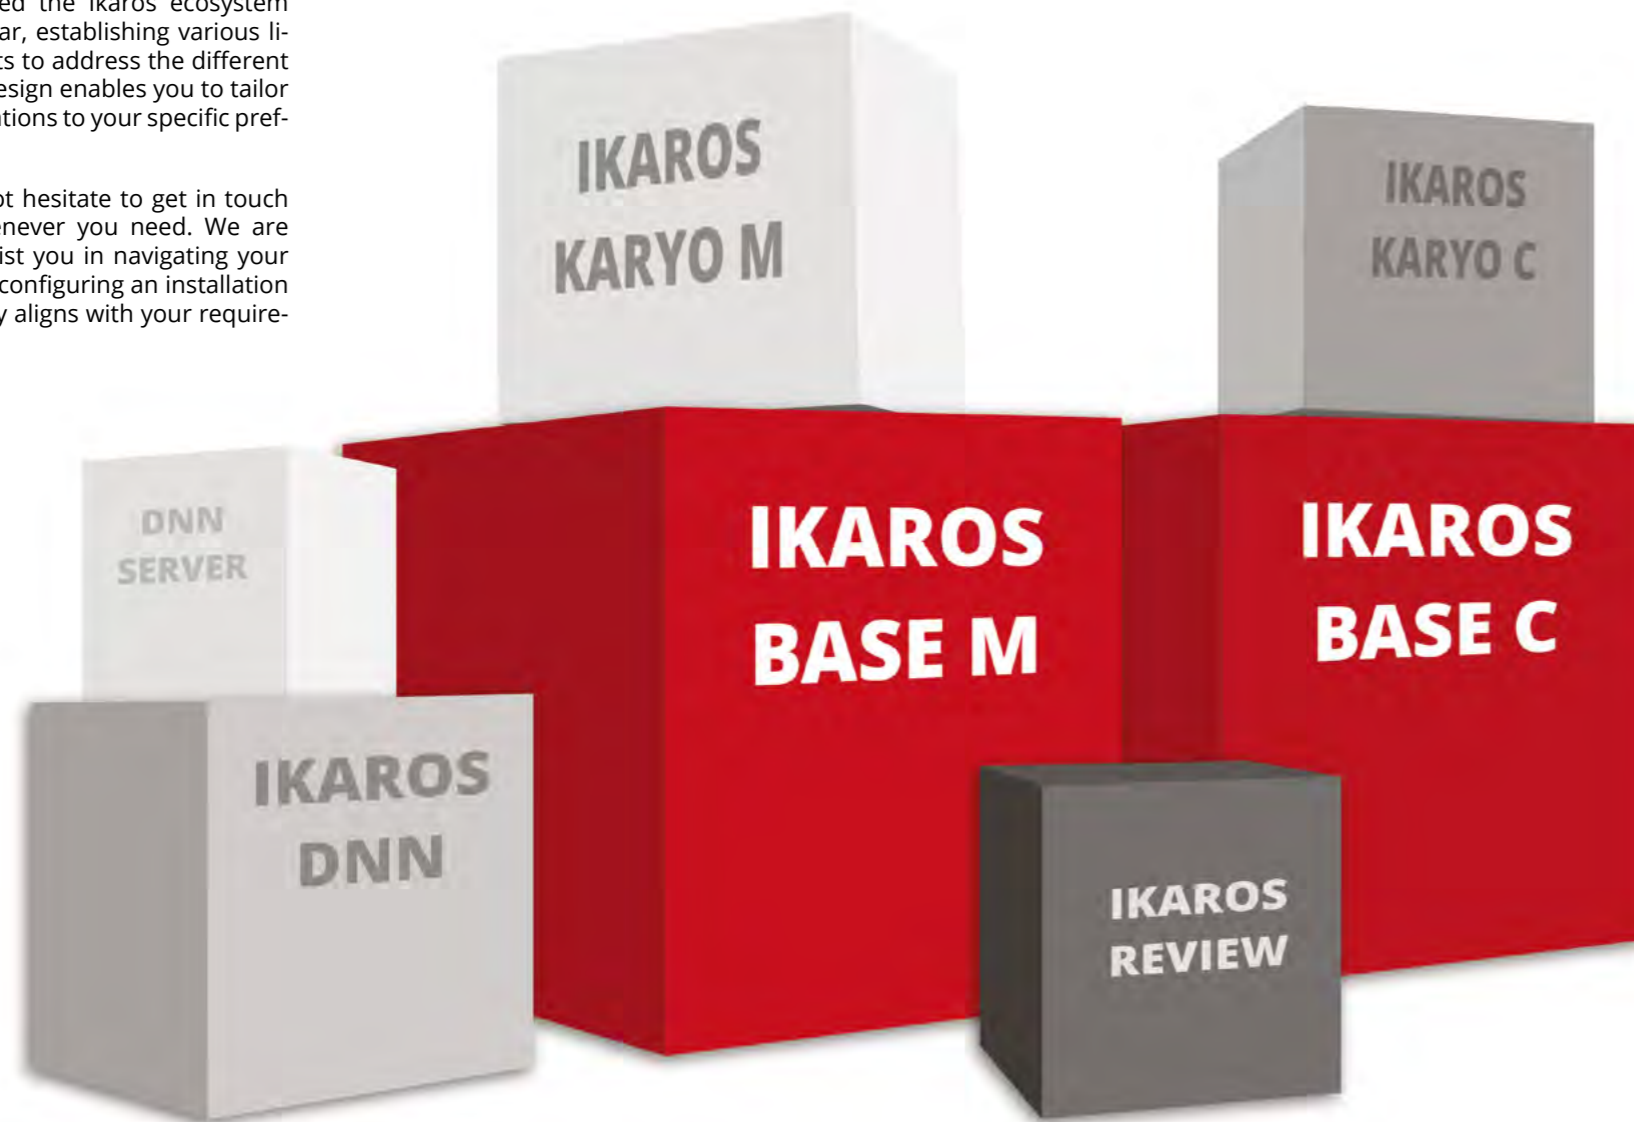 ed the Ikaros ecosystem
ar, establishing various li-
ts to address the different
esign enables you to tailor
ations to your specific pref-
ot hesitate to get in touch
enever you need. We are
ist you in navigating your
configuring an installation
y aligns with your require-
IKAROS
KARYO M
IKAROS
KARYO C
DNN
SERVER
IKAROS
BASE M
IKAROS
BASE C
IKAROS
DNN
IKAROS
REVIEW